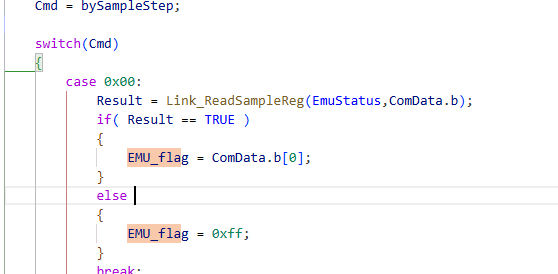 Cmd = bySampleStep;
switch(Cmd)
{
case 0x00:
Result = Link_ReadSampleReg(EmuStatus,ComData.b);
if( Result == TRUE )
{
EMU_flag = ComData.b[0];
}
else
{
EMU_flag = 0xff;
}
break;